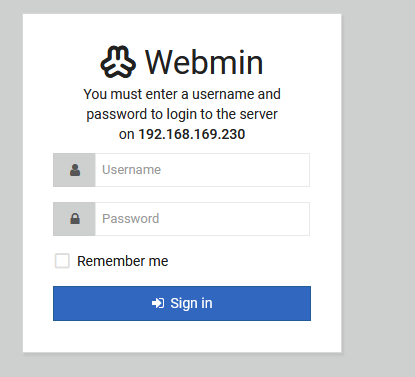 Webmin
You must enter a username and
password to login to the server
on 192.168.169.230
Username
Password
Remember me
Sign in